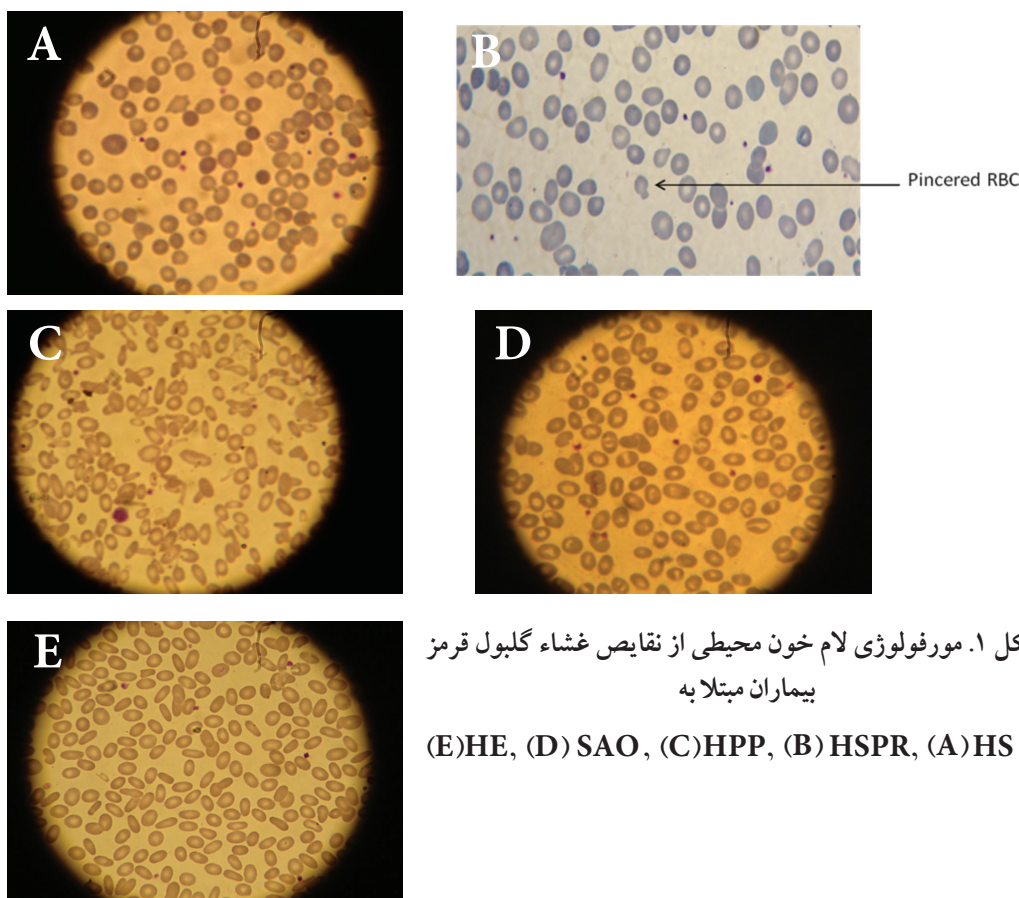 A
B
Pincered RBC
C
D
E
کل ۱. مورفولوژی لام خون محیطی از نقایص غشاء گلبول قرمز
بیماران مبتلا به
(E)HE, (D) SAO, (C)HPP, (B) HSPR, (A)HS